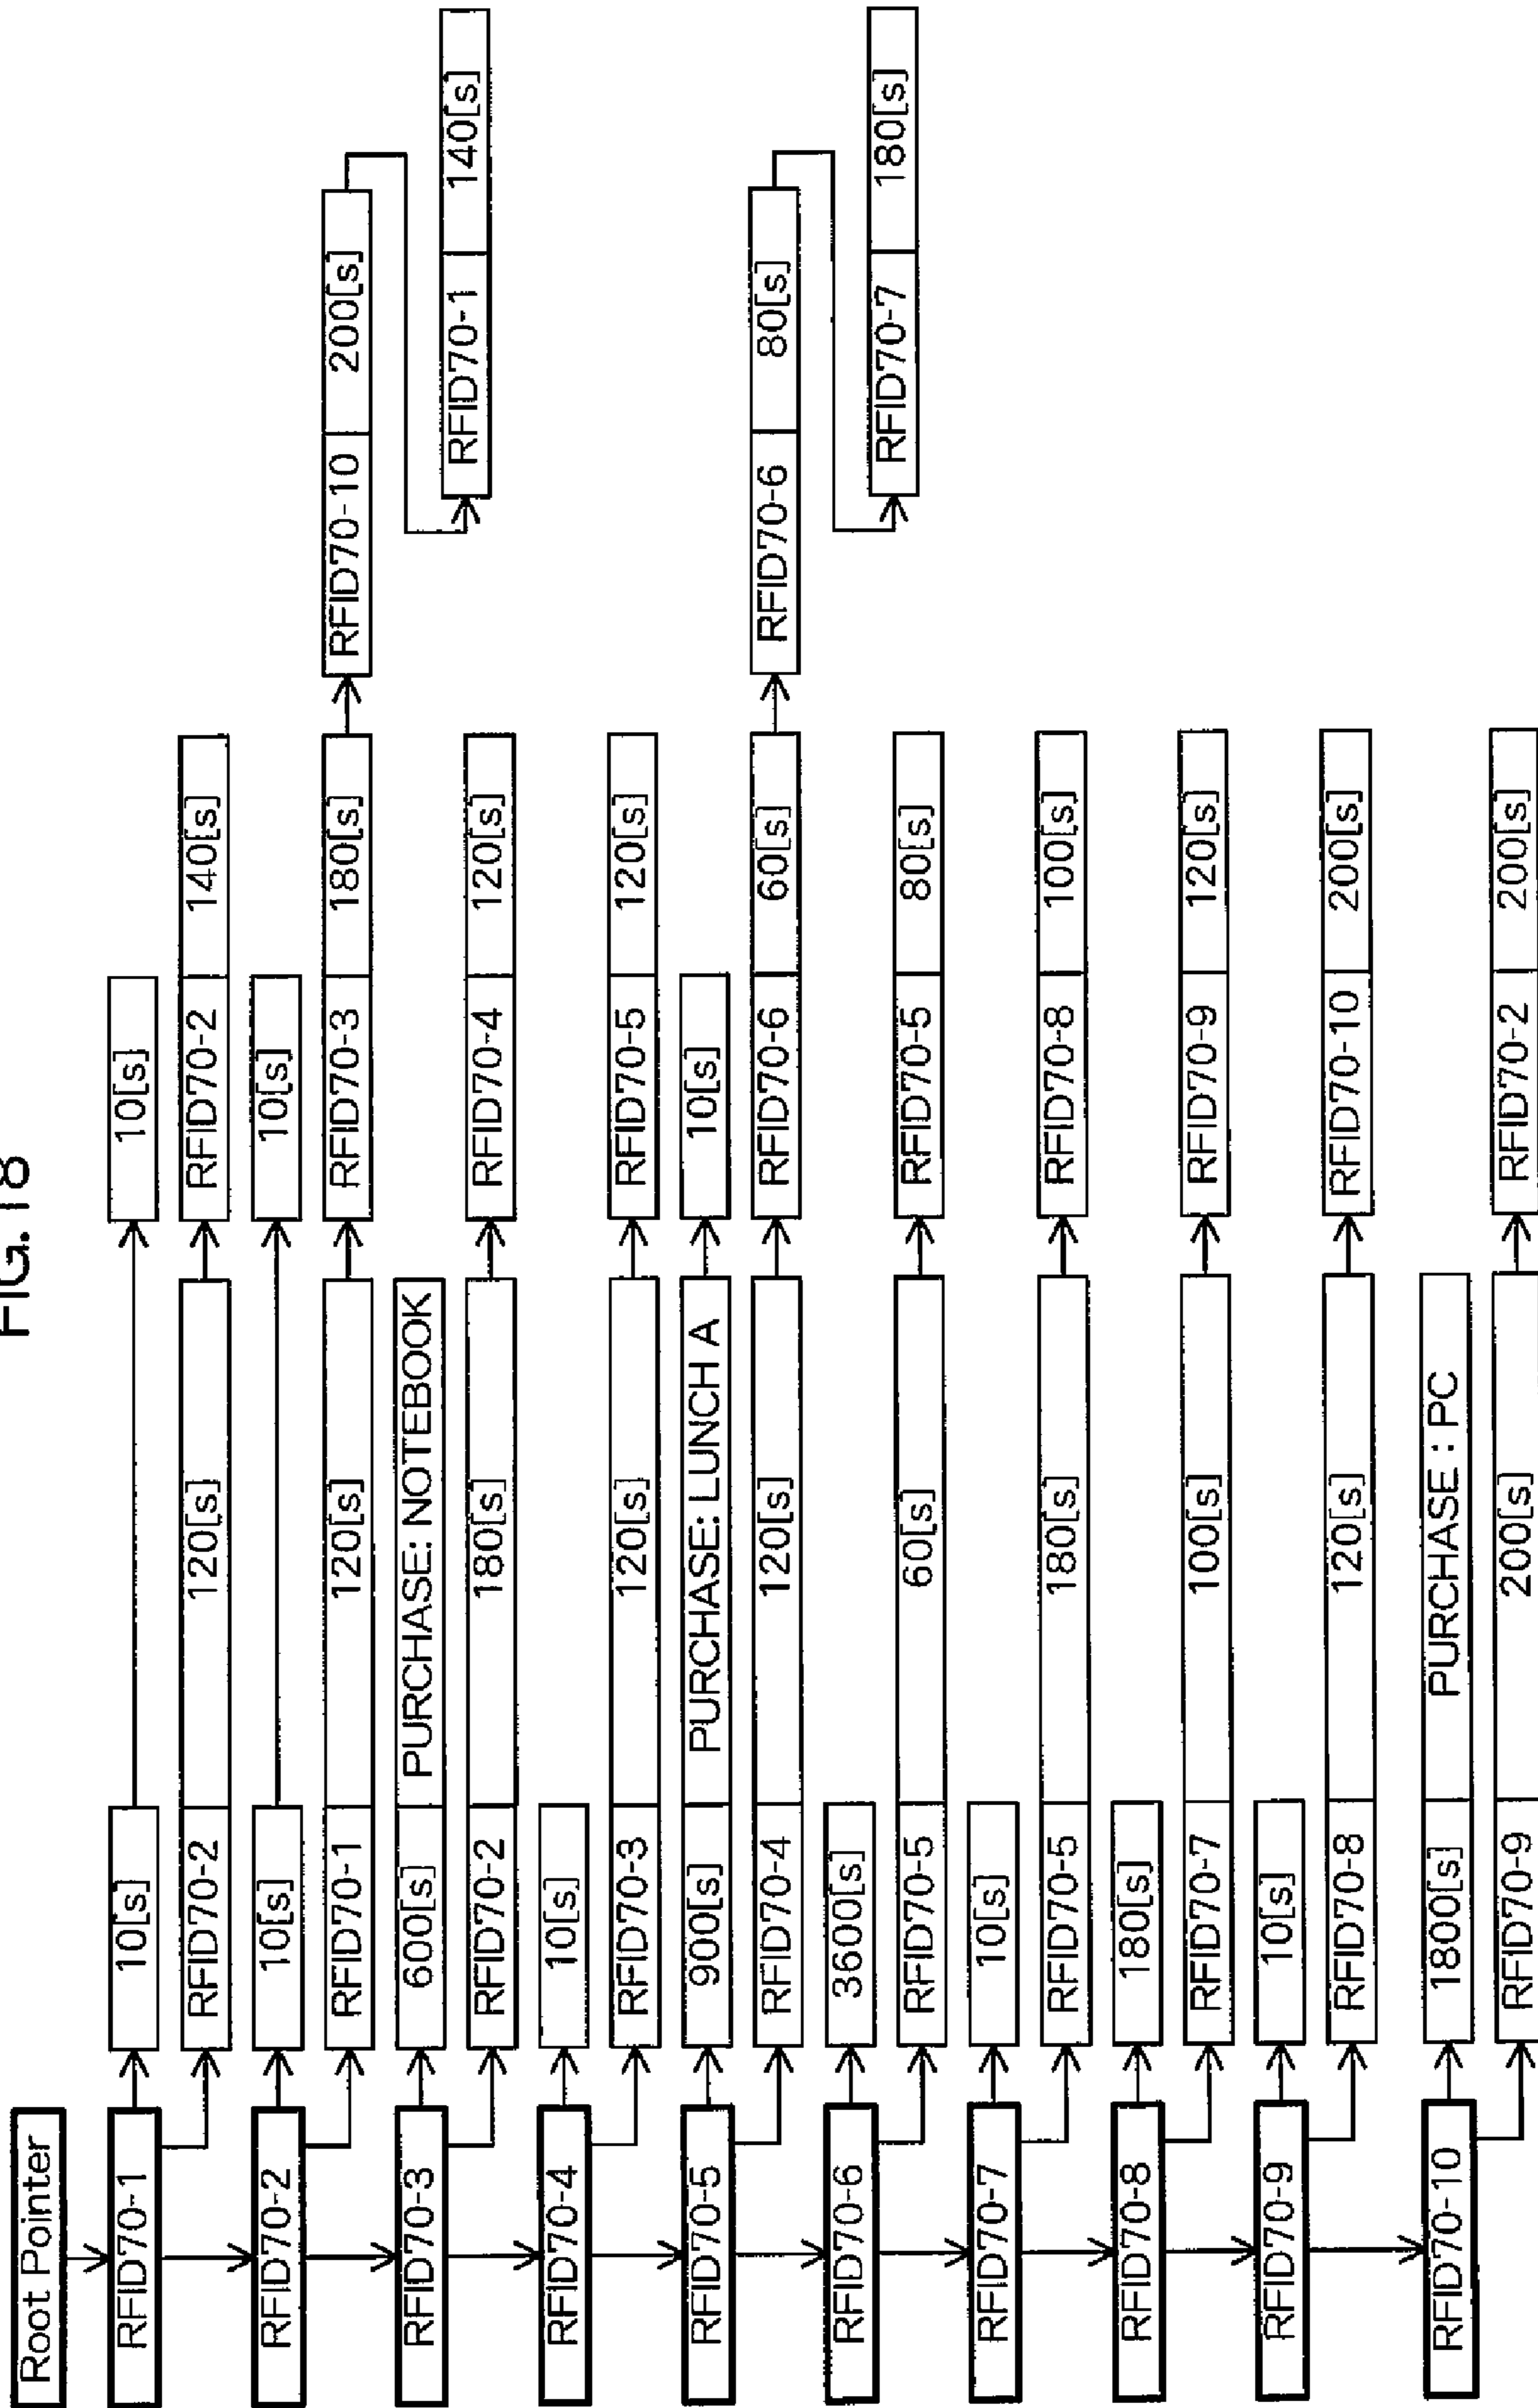 FIG.18
Root Pointer
RFID70-1
10[s]
10[s]
RFID70-2 120[s]
RFID70-2 140[s]
RFID70-2
10[s]
10[s]
RFID70-1 120[s]
RFID70-3 180[s]
RFID70-10 200[s]
RFID70-1 140[s]
RFID70-3
600[s] PURCHASE: NOTEBOOK
RFID70-2 180[s]
RFID70-4 120[s]
RFID70-4
10[s]
RFID70-3 120[s]
RFID70-5 120[s]
RFID70-5
900[s] PURCHASE: LUNCH A
10[s]
RFID70-4 120[s]
RFID70-6 60[s]
RFID70-6 80[s]
RFID70-7 180[s]
RFID70-6
3600[s]
RFID70-5 60[s]
RFID70-5 80[s]
RFID70-7
10[s]
RFID70-5 180[s]
RFID70-8 100[s]
RFID70-8
180[s]
RFID70-7 100[s]
RFID70-9 120[s]
RFID70-9
10[s]
RFID70-8 120[s]
RFID70-10 200[s]
RFID70-10
1800[s] PURCHASE : PC
RFID70-9 200[s]
RFID70-2 200[s]